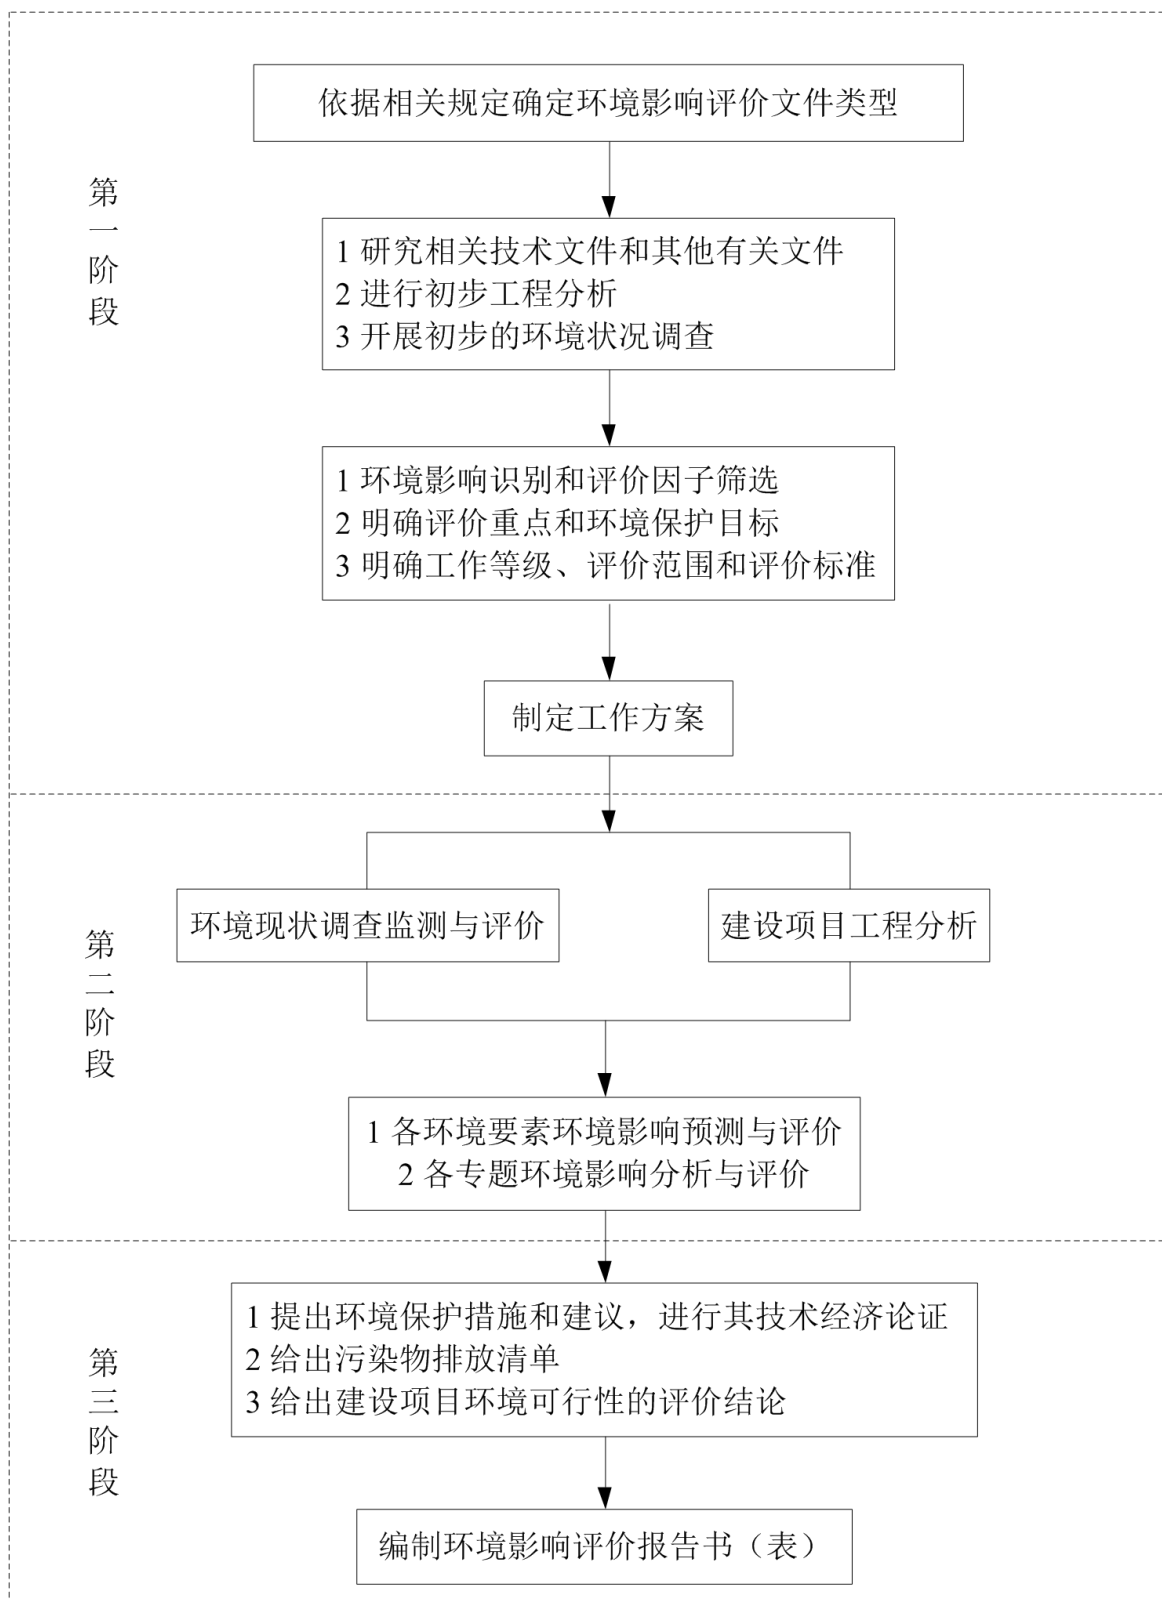 依据相关规定确定环境影响评价文件类型
第一阶段
1 研究相关技术文件和其他有关文件
2 进行初步工程分析
3 开展初步的环境状况调查
1 环境影响识别和评价因子筛选
2 明确评价重点和环境保护目标
3 明确工作等级、评价范围和评价标准
制定工作方案
第二阶段
环境现状调查监测与评价
建设项目工程分析
1 各环境要素环境影响预测与评价
2 各专题环境影响分析与评价
第三阶段
1 提出环境保护措施和建议，进行其技术经济论证
2 给出污染物排放清单
3 给出建设项目环境可行性的评价结论
编制环境影响评价报告书（表）